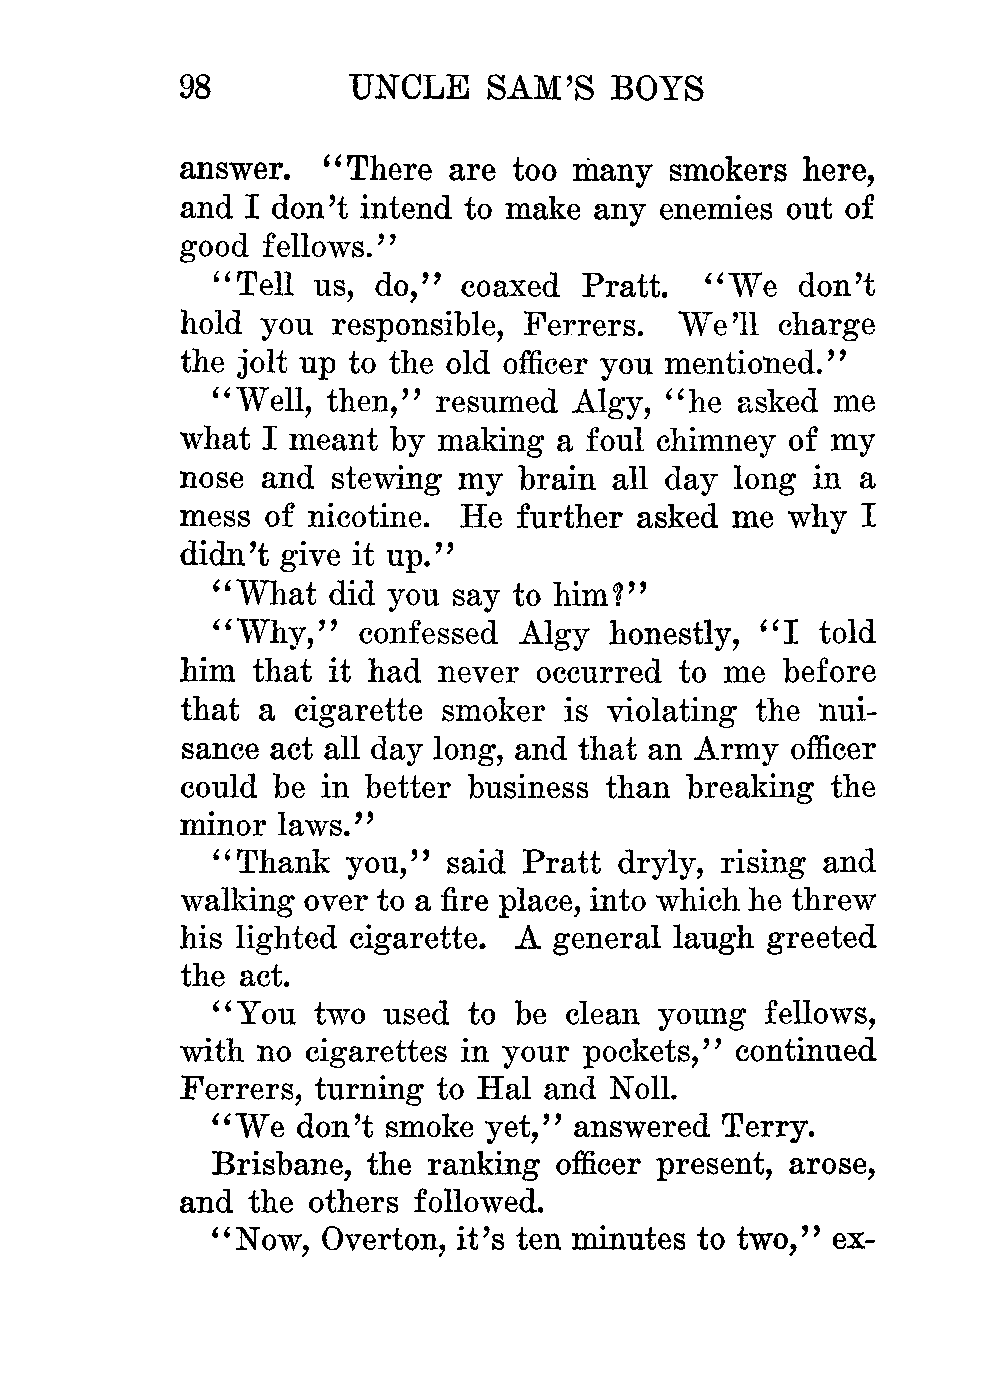 98 UNCLE SAM'S BOYS
answer. "There are too many smokers here,
and I don't intend to make any enemies out of
good fellows."
"Tell us, do," coaxed Pratt. "We don't
hold you responsible, Ferrers. We'll charge
the jolt up to the old officer you mentioned."
"Well, then," resumed Algy, "he asked me
what I meant by making a foul chimney of my
nose and stewing my brain all day long in a
mess of nicotine. He further asked me why I
didn't give it up."
"What did you say to him?"
"Why," confessed Algy honestly, "I told
him that it had never occurred to me before
that a cigarette smoker is violating the nui-
sance act all day long, and that an Army officer
could be in better business than breaking the
minor laws."
"Thank you," said Pratt dryly, rising and
walking over to a fire place, into which he threw
his lighted cigarette. A general laugh greeted
the act.
"You two used to be clean young fellows,
with no cigarettes in your pockets," continued
Ferrers, turning to Hal and Noll.
"We don't smoke yet," answered Terry.
Brisbane, the ranking officer present, arose,
and the others followed.
"Now, Overton, it's ten minutes to two," ex-